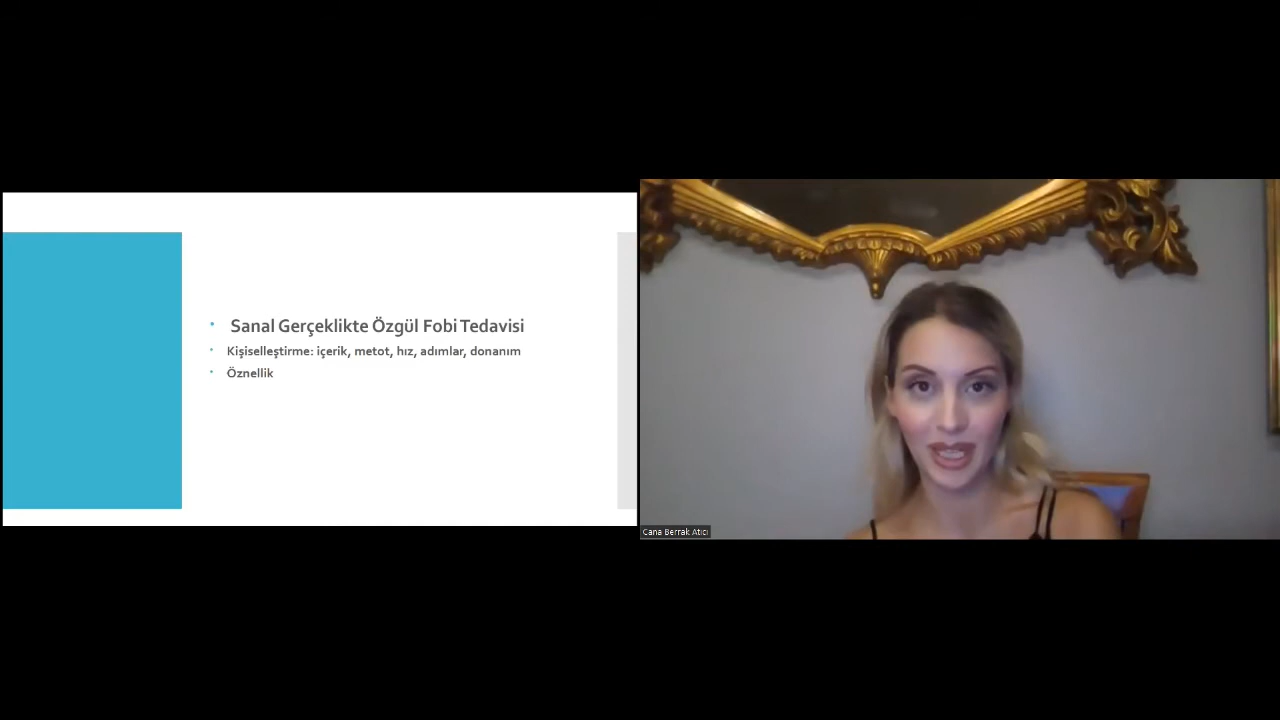 Sanal Gerçeklikte Özgül Fobi Tedavisi
Kişiselleştirme: içerik, metot, hız, adımlar, donanım
Öznellik
Cana Berrak Atıcı